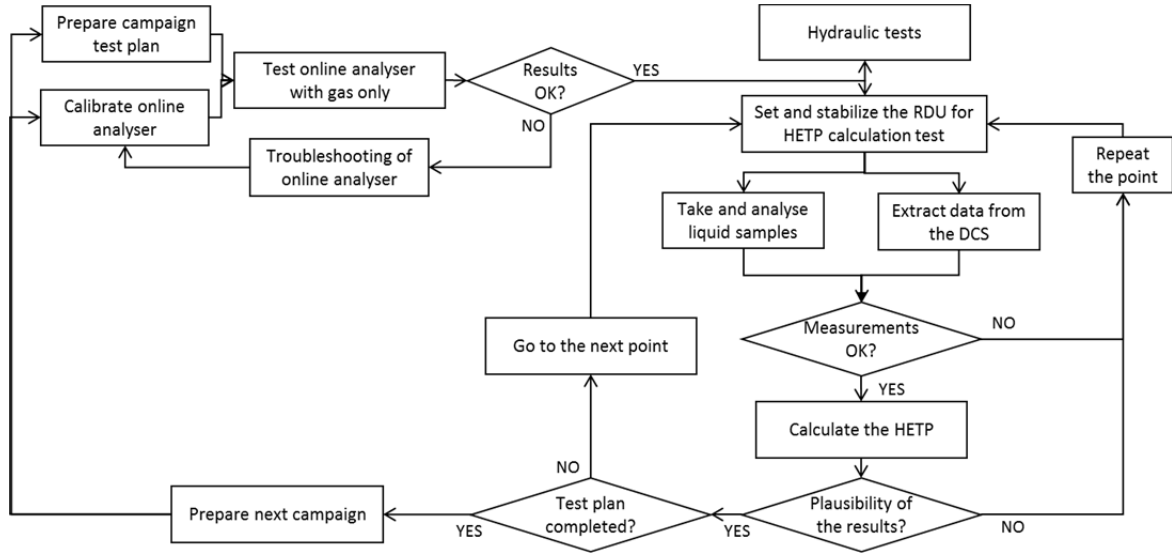 Prepare campaign
test plan
Calibrate online
analyser
Test online analyser
with gas only
Results
OK?
YES
NO
Troubleshooting of
online analyser
Hydraulic tests
Set and stabilize the RDU for
HETP calculation test
Repeat
the point
Take and analyse
liquid samples
Extract data from
the DCS
Measurements
OK?
NO
YES
Go to the next point
Calculate the HETP
Plausibility of
the results?
NO
YES
Test plan
completed?
NO
YES
Prepare next campaign